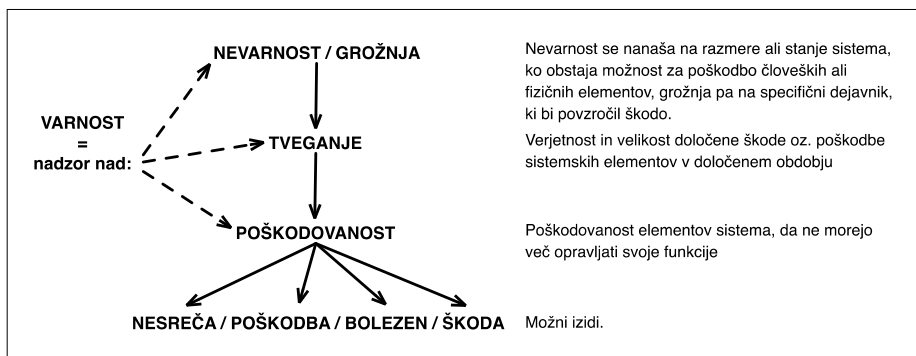 NEVARNOST / GROŽNJA
Nevarnost se nanaša na razmere ali stanje sistema,
ko obstaja možnost za poškodbo človeških ali
fizičnih elementov, grožnja pa na specifični dejavnik,
ki bi povzročil škodo.
VARNOST
=
nadzor nad:
TVEGANJE
Verjetnost in velikost določene škode oz. poškodbe
sistemskih elementov v določenem obdobju
POŠKODOVANOST
Poškodovanost elementov sistema, da ne morejo
več opravljati svoje funkcije
NESREČA / POŠKODBA / BOLEZEN / ŠKODA
Možni izidi.